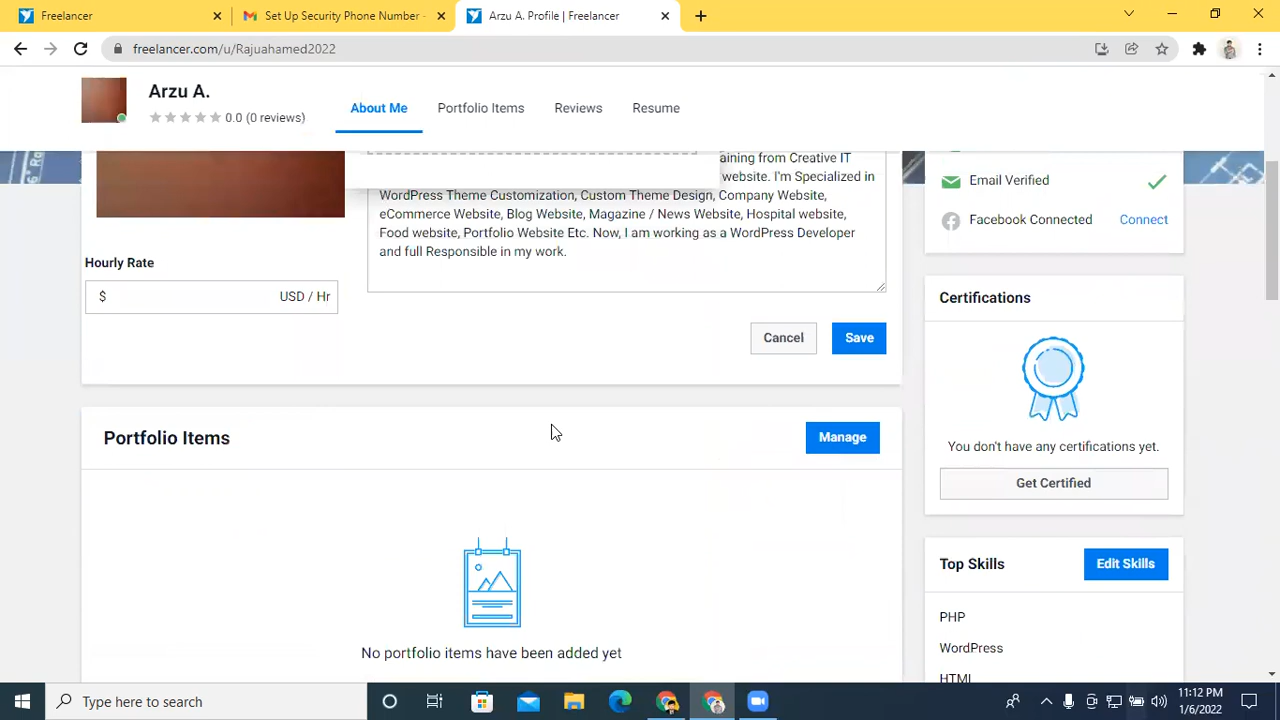 Freelancer
Set Up Security Phone Number -
Arzu A. Profile | Freelancer
freelancer.com/u/Rajuahamed2022
Arzu A.
0.0 (0 reviews)
About Me
Portfolio Items
Reviews
Resume
aining from Creative IT
website. I'm Specialized in
WordPress Theme Customization, Custom Theme Design, Company Website,
eCommerce Website, Blog Website, Magazine / News Website, Hospital website,
Food website, Portfolio Website Etc. Now, I am working as a WordPress Developer
and full Responsible in my work.
Hourly Rate
$ USD / Hr
Cancel
Save
Email Verified
Facebook Connected Connect
Certifications
You don't have any certifications yet.
Get Certified
Portfolio Items
Manage
No portfolio items have been added yet
Top Skills
Edit Skills
PHP
WordPress
HTML
Type here to search
11:12 PM
1/6/2022